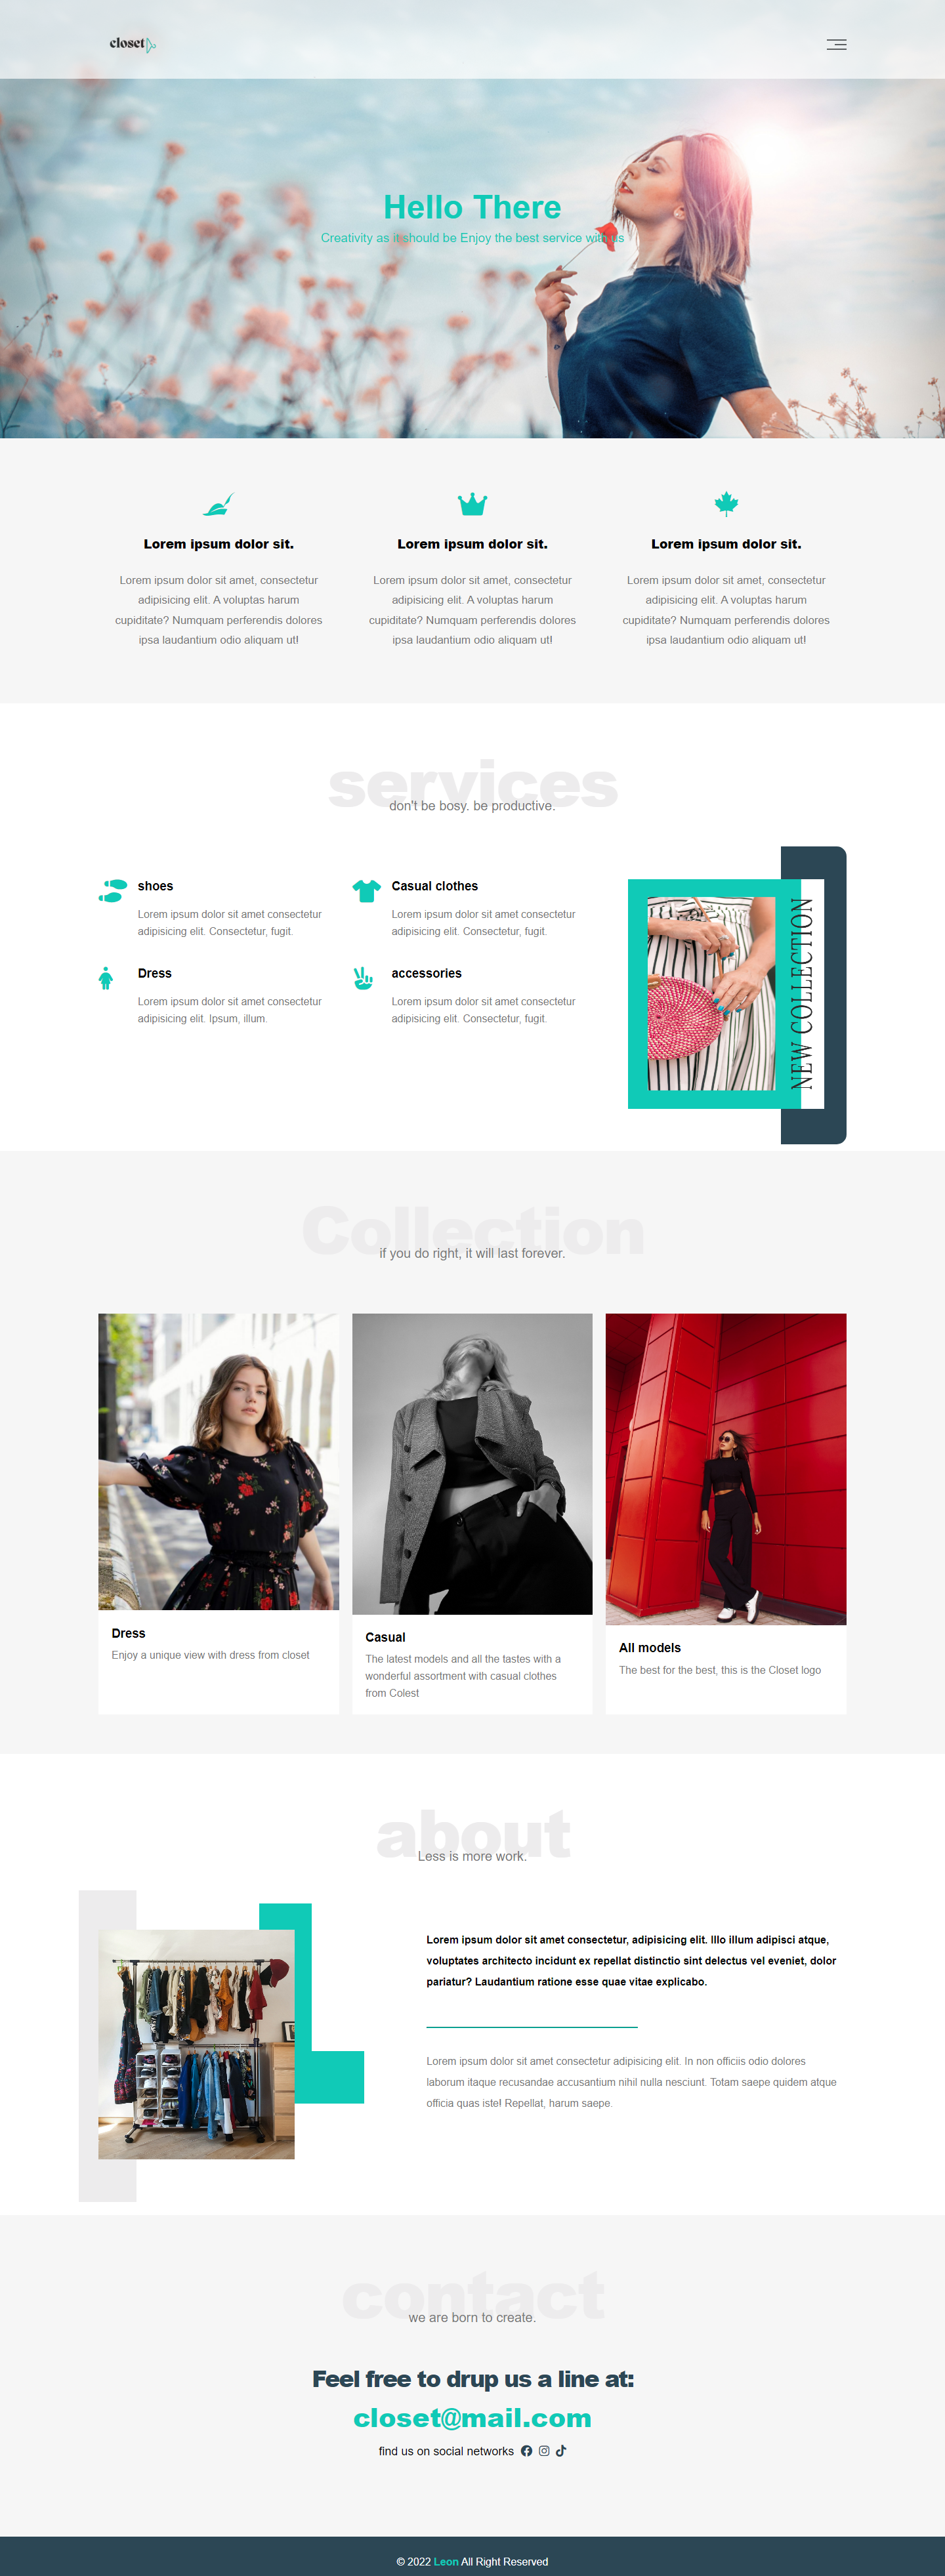 closet
Hello There
Creativity as it should be Enjoy the best service with us
Lorem ipsum dolor sit.
Lorem ipsum dolor sit amet, consectetur
adipisicing elit. A voluptas harum
cupiditate? Numquam perferendis dolores
ipsa laudantium odio aliquam ut!
Lorem ipsum dolor sit.
Lorem ipsum dolor sit amet, consectetur
adipisicing elit. A voluptas harum
cupiditate? Numquam perferendis dolores
ipsa laudantium odio aliquam ut!
Lorem ipsum dolor sit.
Lorem ipsum dolor sit amet, consectetur
adipisicing elit. A voluptas harum
cupiditate? Numquam perferendis dolores
ipsa laudantium odio aliquam ut!
services
don't be bosy. be productive.
shoes
Lorem ipsum dolor sit amet consectetur
adipisicing elit. Consectetur, fugit.
Casual clothes
Lorem ipsum dolor sit amet consectetur
adipisicing elit. Consectetur, fugit.
Dress
Lorem ipsum dolor sit amet consectetur
adipisicing elit. Ipsum, illum.
accessories
Lorem ipsum dolor sit amet consectetur
adipisicing elit. Consectetur, fugit.
NEW COLLECTION
Collection
if you do right, it will last forever.
Dress
Enjoy a unique view with dress from closet
Casual
The latest models and all the tastes with a
wonderful assortment with casual clothes
from Colest
All models
The best for the best, this is the Closet logo
about
Less is more work.
Lorem ipsum dolor sit amet consectetur, adipisicing elit. Illo illum adipisci atque,
voluptates architecto incidunt ex repellat distinctio sint delectus vel eveniet, dolor
pariatur? Laudantium ratione esse quae vitae explicabo.
Lorem ipsum dolor sit amet consectetur adipisicing elit. In non officiis odio dolores
laborum itaque recusandae accusantium nihil nulla nesciunt. Totam saepe quidem atque
officia quas iste! Repellat, harum saepe.
contact
we are born to create.
Feel free to drup us a line at:
closet@mail.com
find us on social networks
© 2022 Leon All Right Reserved